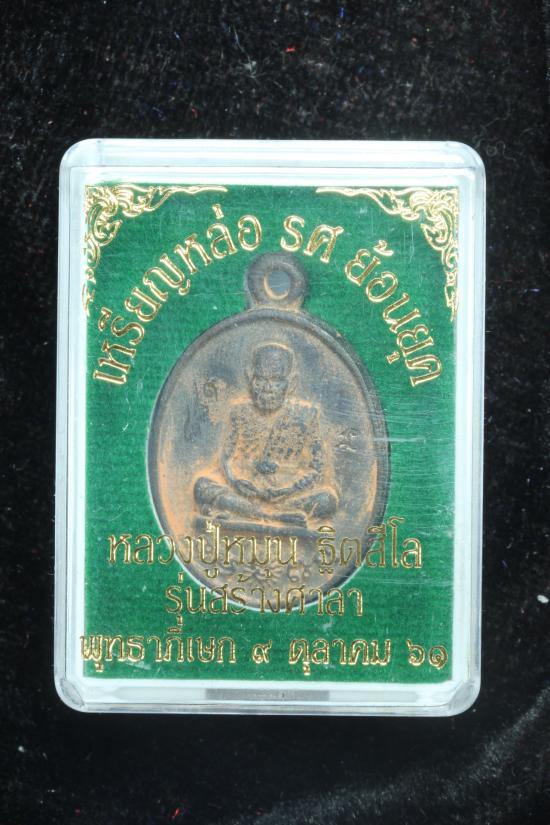 เหรียญหล่อ รศ ย้อนยุค
หลวงปู่หมุน ฐิตสีโล
รุ่นสร้างศาลา
พุทธาภิเษก ๙ ตุลาคม ๖๑